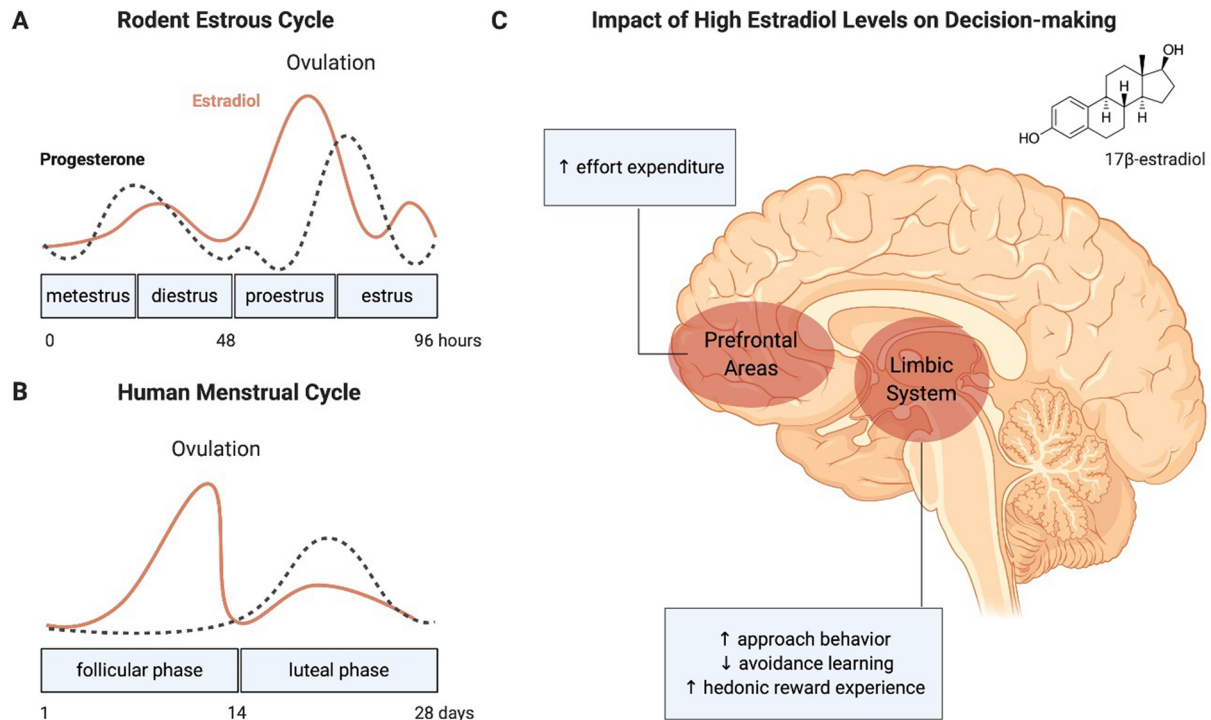 A
Rodent Estrous Cycle
Ovulation
Estradiol
Progesterone
metestrus
diestrus
proestrus
estrus
0
48
96 hours
B
Human Menstrual Cycle
Ovulation
follicular phase
luteal phase
1
14
28 days
C
Impact of High Estradiol Levels on Decision-making
OH
H
H
H
HO
17β-estradiol
↑ effort expenditure
Prefrontal
Areas
Limbic
System
↑ approach behavior
↓ avoidance learning
↑ hedonic reward experience